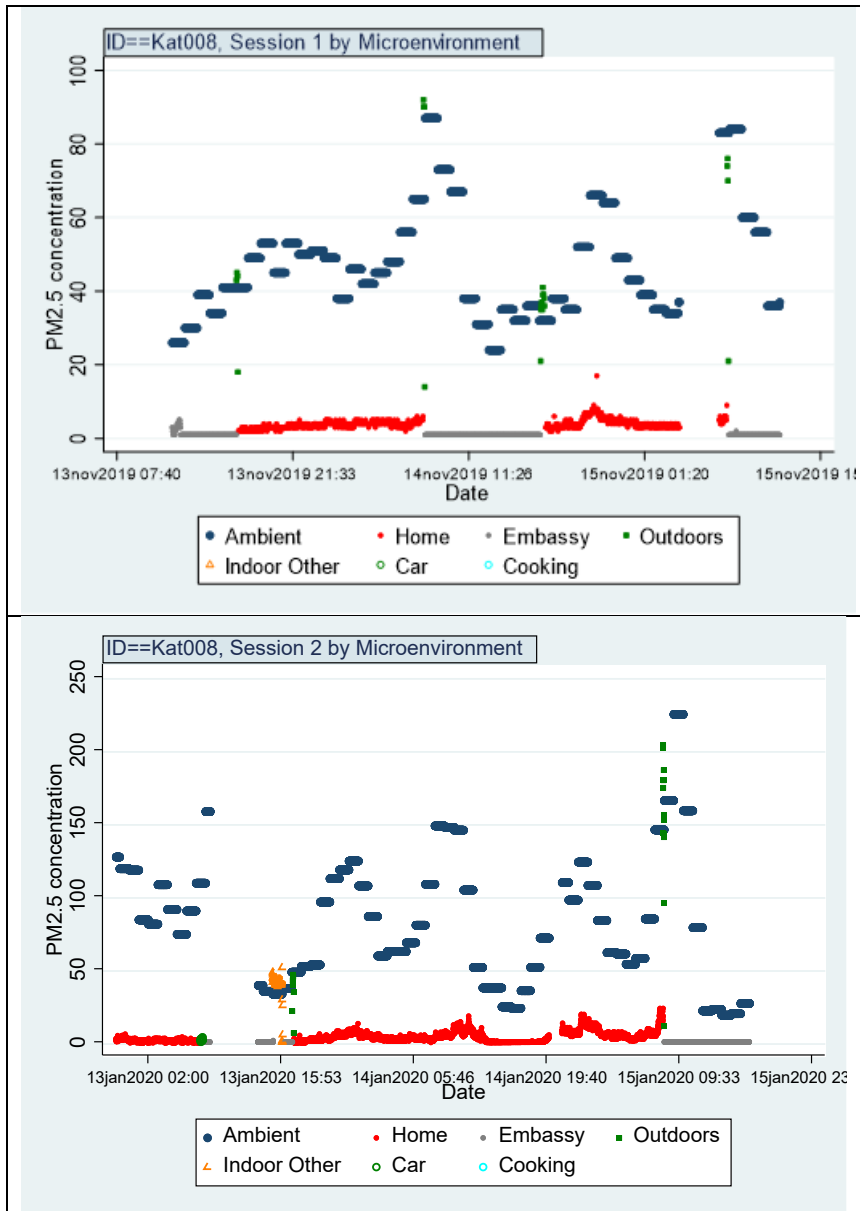 ID==Kat008, Session 1 by Microenvironment
100
80
60
40
20
0
PM2.5 concentration
13nov2019 07:40 13nov2019 21:33 14nov2019 11:26 15nov2019 01:20 15nov2019 15
Date
Ambient Home Embassy Outdoors
Indoor Other Car Cooking
ID==Kat008, Session 2 by Microenvironment
250
200
150
100
50
0
PM2.5 concentration
13jan2020 02:00 13jan2020 15:53 14jan2020 05:46 14jan2020 19:40 15jan2020 09:33 15jan2020 23
Date
Ambient Home Embassy Outdoors
Indoor Other Car Cooking